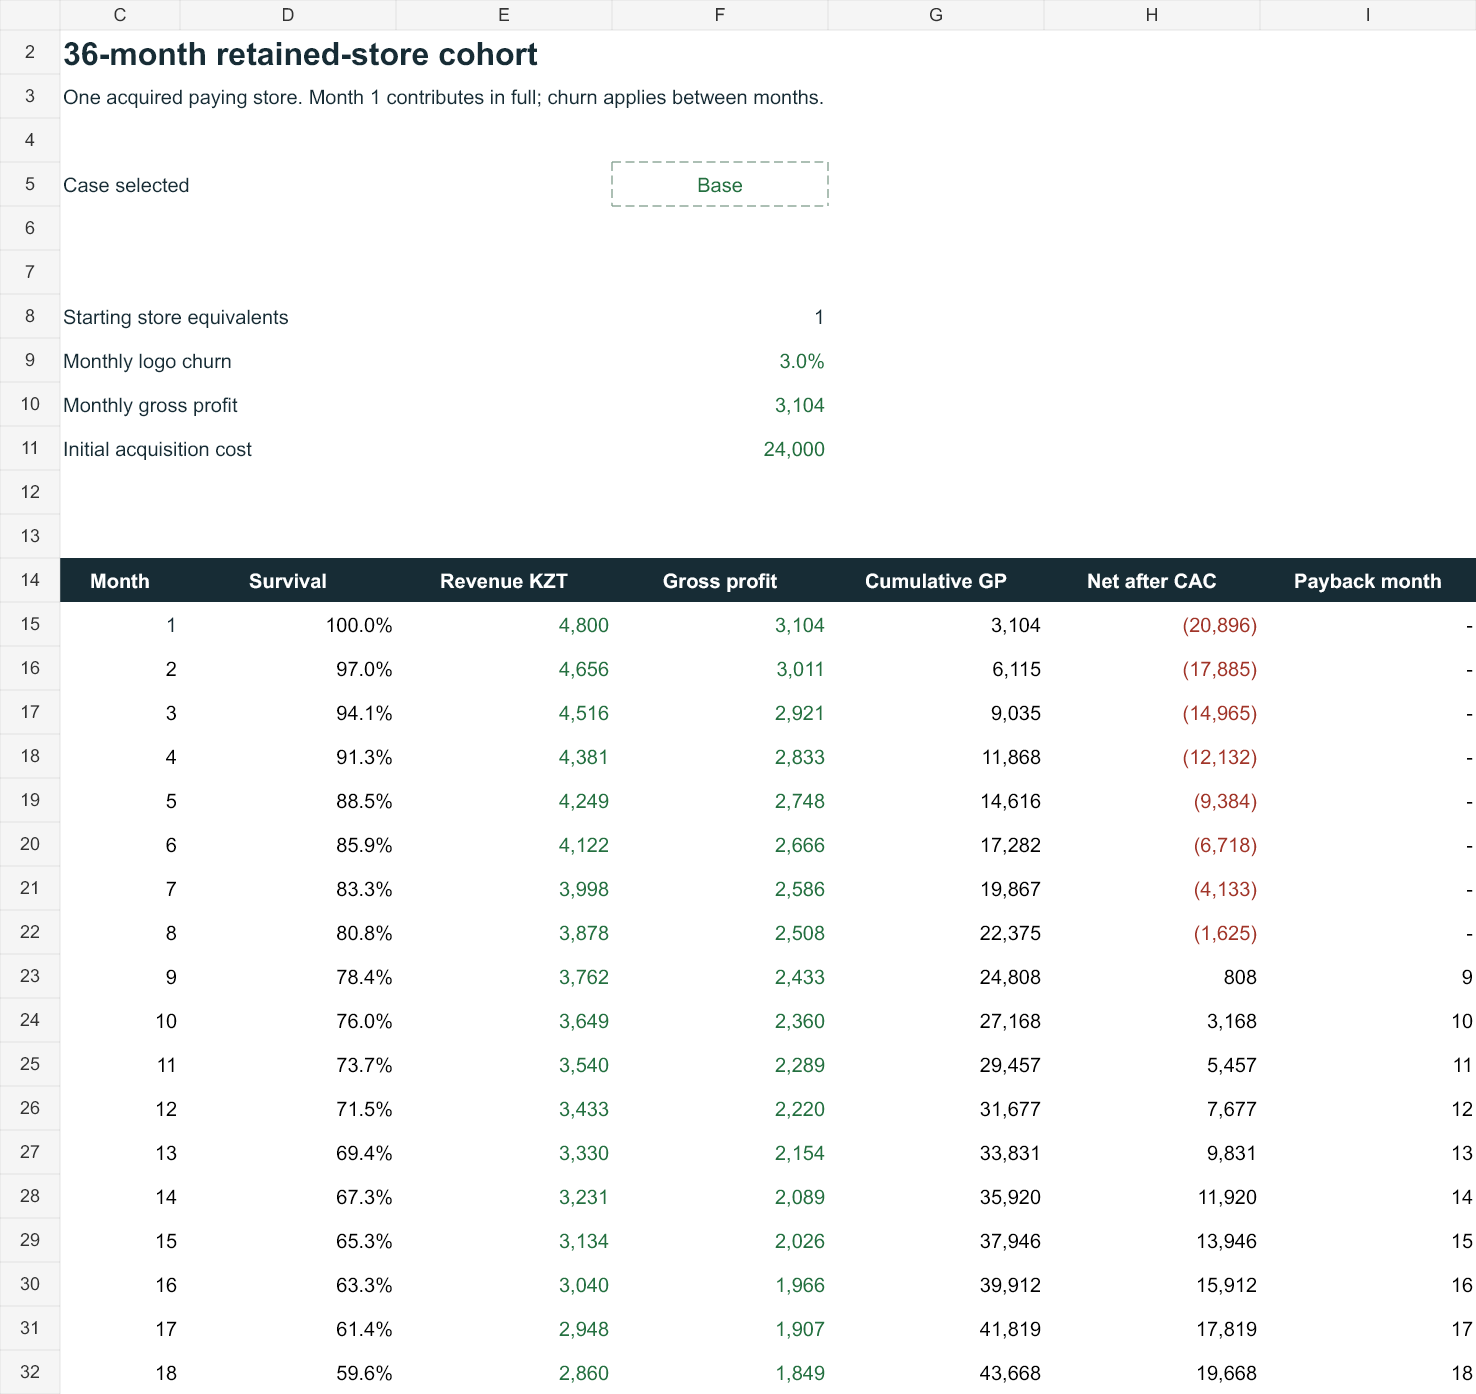 C D E F G H I
2 36-month retained-store cohort
3 One acquired paying store. Month 1 contributes in full; churn applies between months.
4
5 Case selected Base
6
7
8 Starting store equivalents 1
9 Monthly logo churn 3.0%
10 Monthly gross profit 3,104
11 Initial acquisition cost 24,000
12
13
14 Month Survival Revenue KZT Gross profit Cumulative GP Net after CAC Payback month
15 1 100.0% 4,800 3,104 3,104 (20,896) -
16 2 97.0% 4,656 3,011 6,115 (17,885) -
17 3 94.1% 4,516 2,921 9,035 (14,965) -
18 4 91.3% 4,381 2,833 11,868 (12,132) -
19 5 88.5% 4,249 2,748 14,616 (9,384) -
20 6 85.9% 4,122 2,666 17,282 (6,718) -
21 7 83.3% 3,998 2,586 19,867 (4,133) -
22 8 80.8% 3,878 2,508 22,375 (1,625) -
23 9 78.4% 3,762 2,433 24,808 808 9
24 10 76.0% 3,649 2,360 27,168 3,168 10
25 11 73.7% 3,540 2,289 29,457 5,457 11
26 12 71.5% 3,433 2,220 31,677 7,677 12
27 13 69.4% 3,330 2,154 33,831 9,831 13
28 14 67.3% 3,231 2,089 35,920 11,920 14
29 15 65.3% 3,134 2,026 37,946 13,946 15
30 16 63.3% 3,040 1,966 39,912 15,912 16
31 17 61.4% 2,948 1,907 41,819 17,819 17
32 18 59.6% 2,860 1,849 43,668 19,668 18